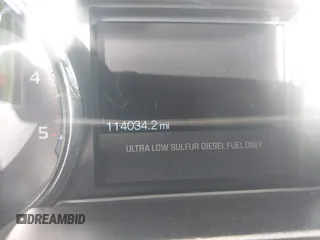 4
5
114034.2 mi
ULTRA LOW SULFUR DIESEL FUEL ONLY
DREAMBID